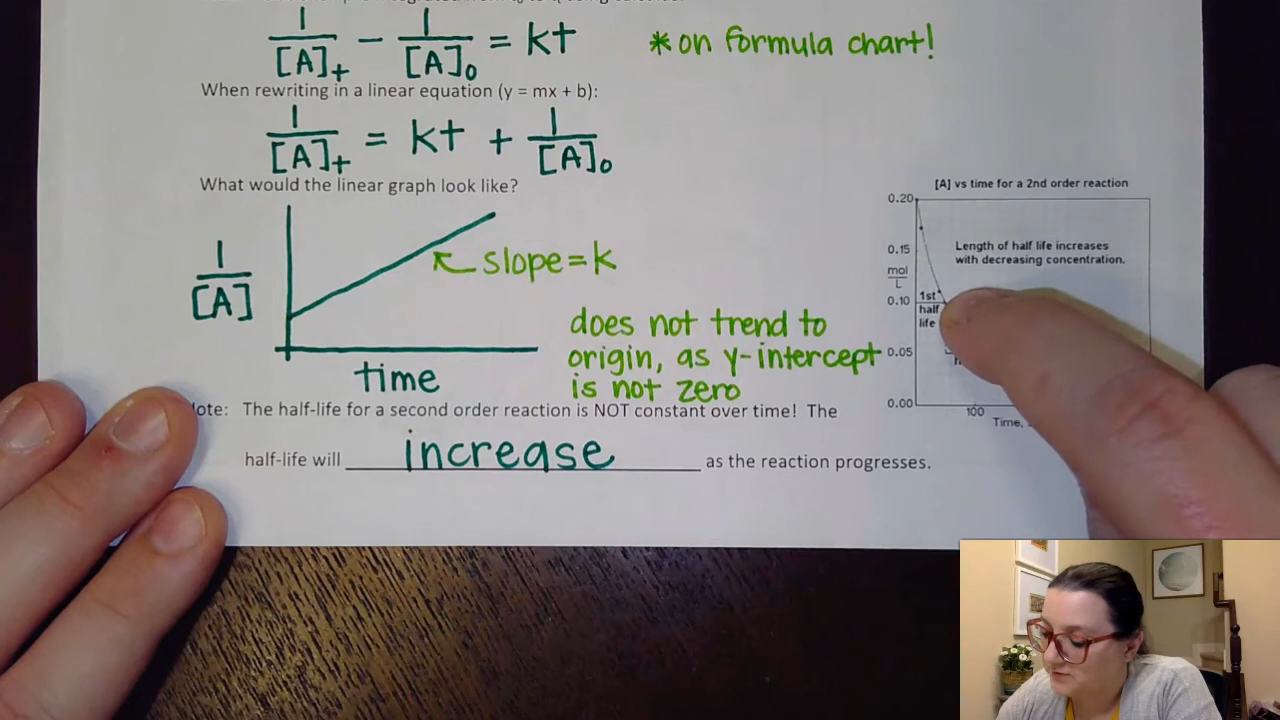 1/[A]t - 1/[A]0 = kt *on formula chart!
When rewriting in a linear equation (y = mx + b):
1/[A]t = kt + 1/[A]0
What would the linear graph look like?
1/[A]
time
slope = k
does not trend to
origin, as y-intercept
is not zero
[A] vs time for a 2nd order reaction
0.20
0.15
mol
L
0.10
0.05
0.00
Length of half life increases
with decreasing concentration.
1st
half
life
100
Time,
The half-life for a second order reaction is NOT constant over time! The
half-life will increase as the reaction progresses.